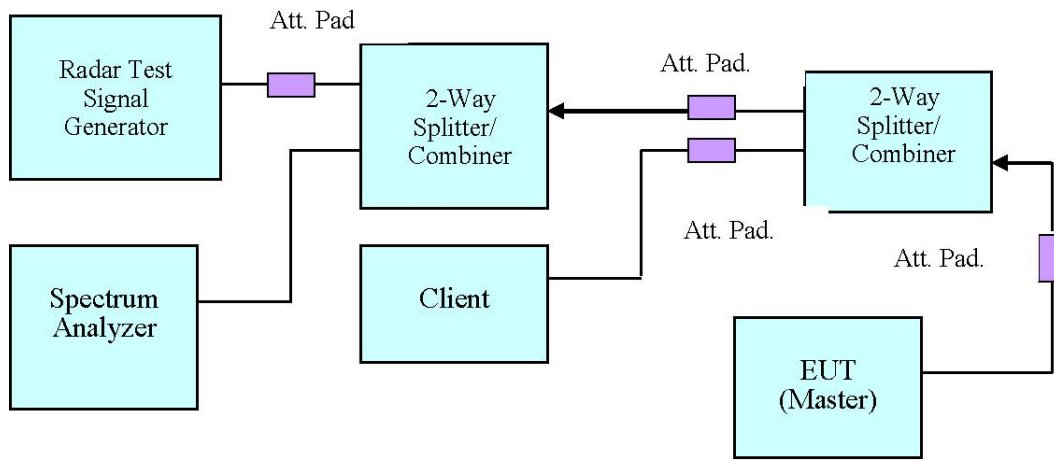 Att. Pad
Radar Test
Signal
Generator
2-Way
Splitter/
Combiner
Att. Pad.
2-Way
Splitter/
Combiner
Att. Pad.
Att. Pad.
Spectrum
Analyzer
Client
EUT
(Master)